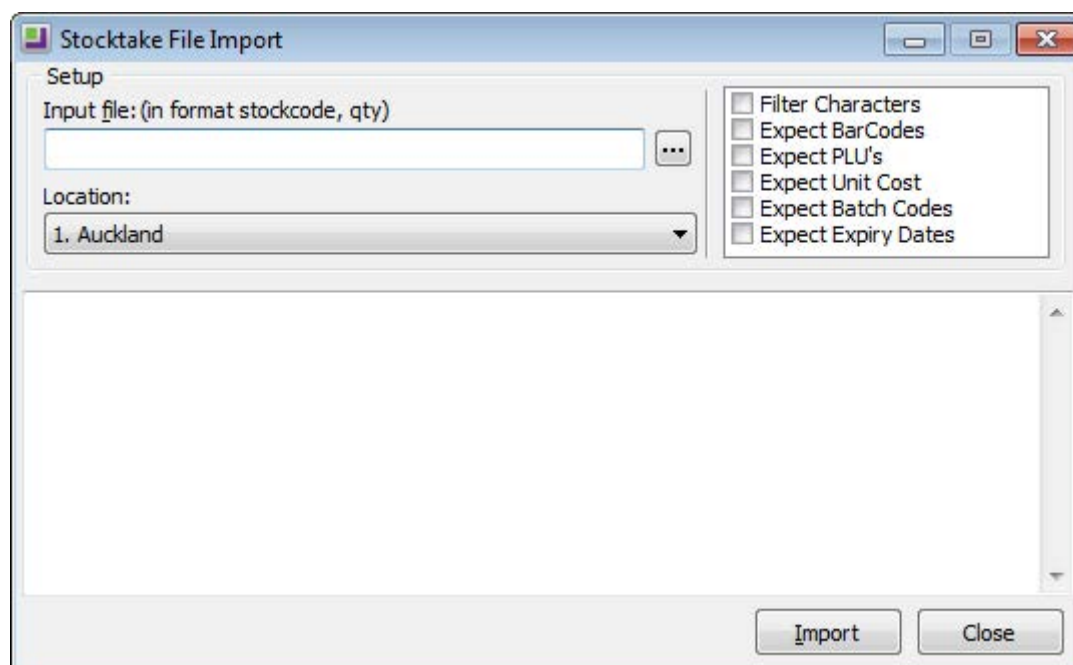 Stocktake File Import
Setup
Input file: (in format stockcode, qty)
...
Location:
1. Auckland
Filter Characters
Expect BarCodes
Expect PLU's
Expect Unit Cost
Expect Batch Codes
Expect Expiry Dates
Import
Close